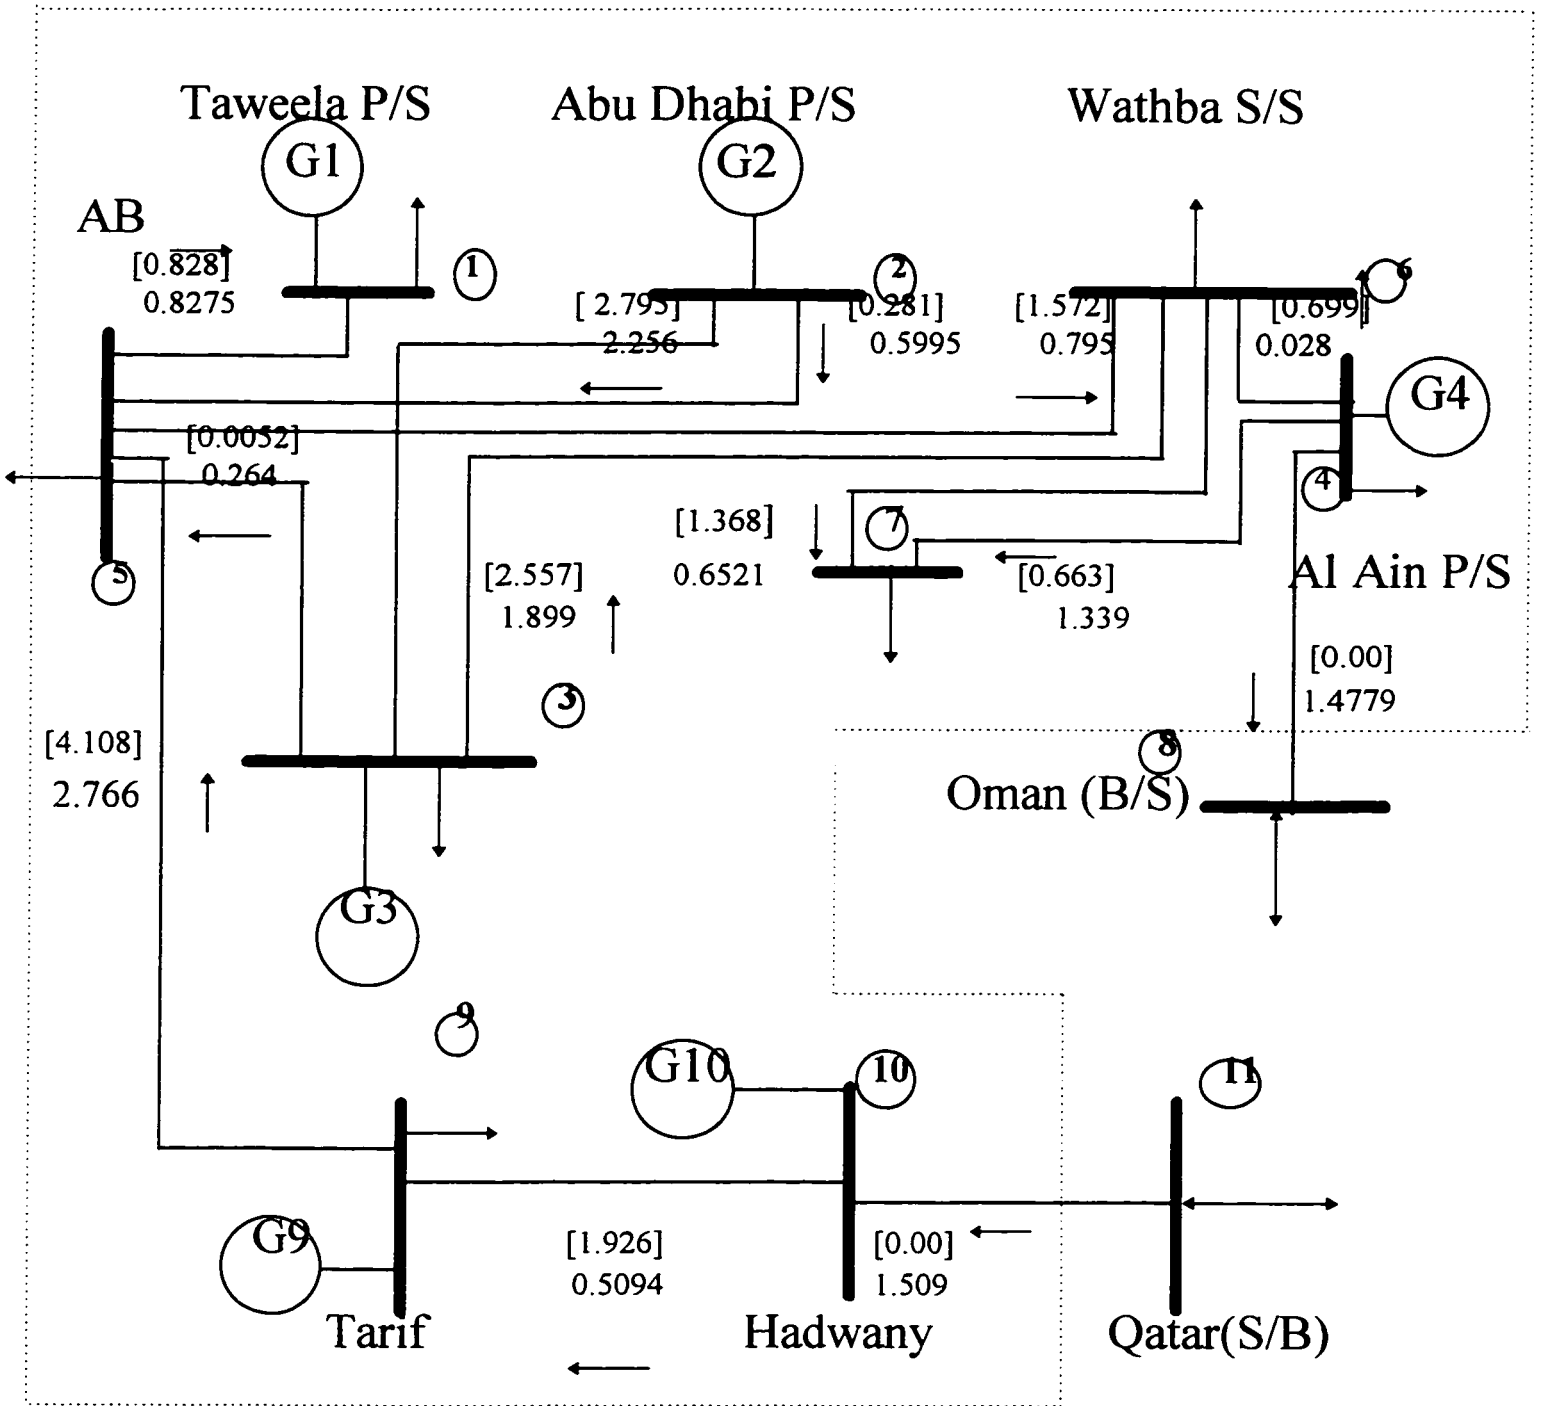 Taweela P/S
Abu Dhabi P/S
Wathba S/S
G1
G2
AB
[0.828]
0.8275
1
2
6
[ 2.795]
2.256
[0.281]
0.5995
[1.572]
0.795
[0.699]
0.028
G4
[0.0052]
0.264
4
7
[1.368]
0.6521
5
[2.557]
1.899
[0.663]
1.339
Al Ain P/S
[0.00]
1.4779
3
[4.108]
2.766
8
Oman (B/S)
G3
9
G10
10
11
G9
[1.926]
0.5094
[0.00]
1.509
Tarif
Hadwany
Qatar(S/B)